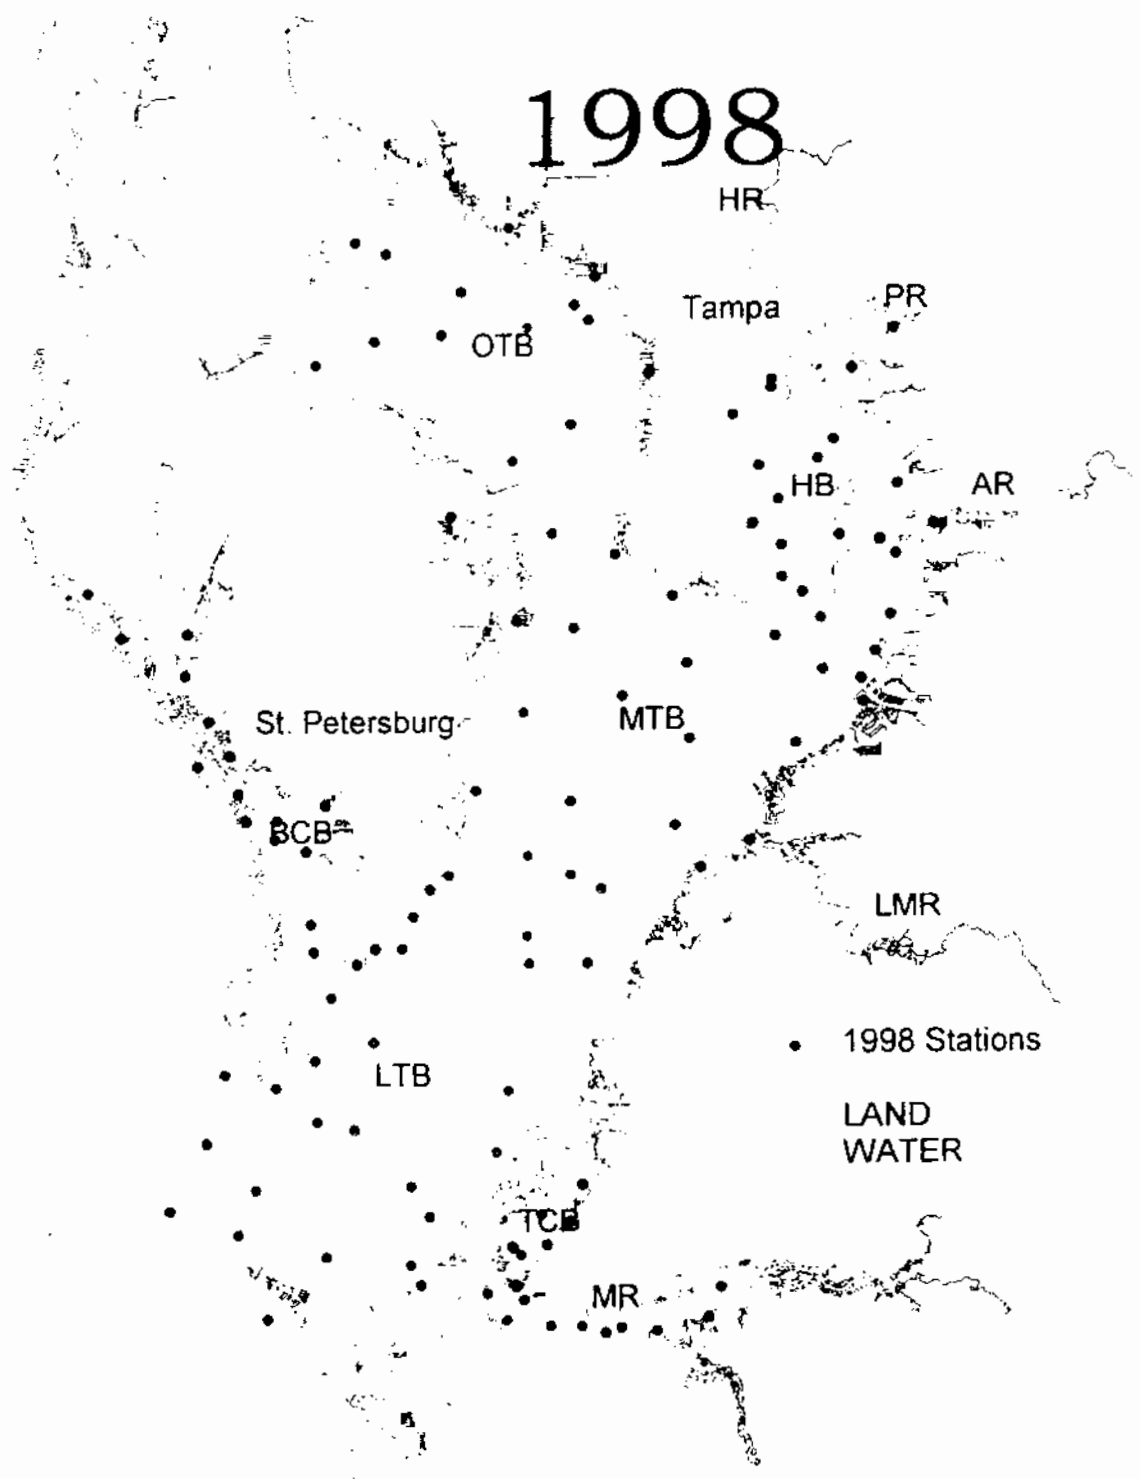 1998
HR
Tampa
PR
OTB
HB
AR
St. Petersburg
MTB
BCB
LMR
1998 Stations
LTB
LAND
WATER
TCB
MR